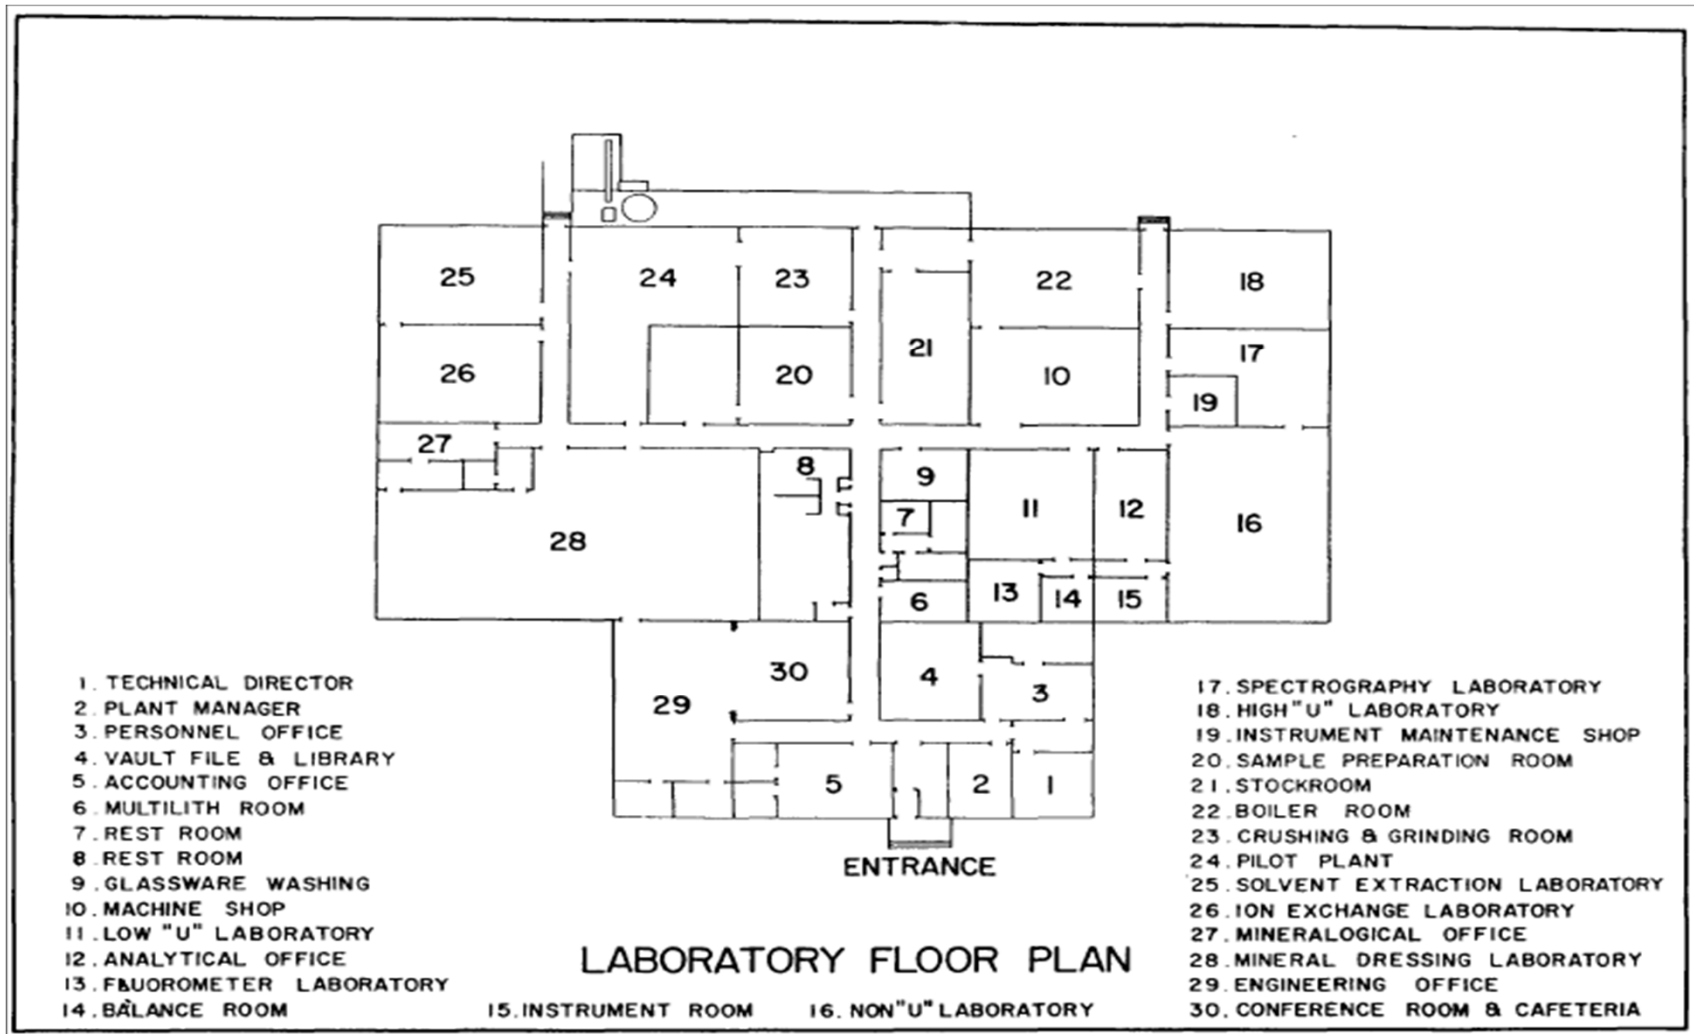 25
24
23
22
18
26
20
21
10
17
19
27
8
9
11
12
16
28
7
13
14
15
6
30
4
3
29
5
2
1
ENTRANCE
1. TECHNICAL DIRECTOR
2. PLANT MANAGER
3. PERSONNEL OFFICE
4. VAULT FILE & LIBRARY
5. ACCOUNTING OFFICE
6. MULTILITH ROOM
7. REST ROOM
8. REST ROOM
9. GLASSWARE WASHING
10. MACHINE SHOP
11. LOW "U" LABORATORY
12. ANALYTICAL OFFICE
13. FLUOROMETER LABORATORY
14. BALANCE ROOM
15. INSTRUMENT ROOM
16. NON "U" LABORATORY
17. SPECTROGRAPHY LABORATORY
18. HIGH "U" LABORATORY
19. INSTRUMENT MAINTENANCE SHOP
20. SAMPLE PREPARATION ROOM
21. STOCKROOM
22. BOILER ROOM
23. CRUSHING & GRINDING ROOM
24. PILOT PLANT
25. SOLVENT EXTRACTION LABORATORY
26. ION EXCHANGE LABORATORY
27. MINERALOGICAL OFFICE
28. MINERAL DRESSING LABORATORY
29. ENGINEERING OFFICE
30. CONFERENCE ROOM & CAFETERIA
LABORATORY FLOOR PLAN